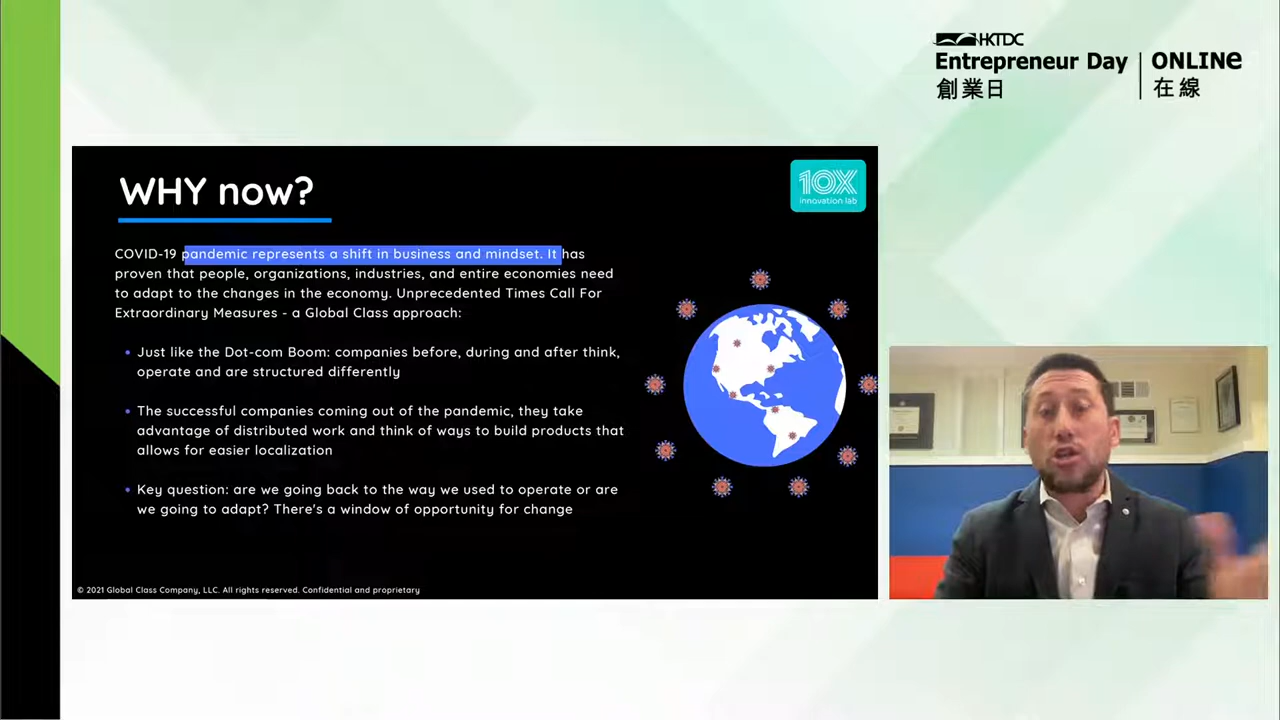 HKTDC
Entrepreneur Day
創業日
ONLINe
在線
WHY now?
10X
innovation lab
COVID-19 pandemic represents a shift in business and mindset. It has
proven that people, organizations, industries, and entire economies need
to adapt to the changes in the economy. Unprecedented Times Call For
Extraordinary Measures - a Global Class approach:
• Just like the Dot-com Boom: companies before, during and after think,
operate and are structured differently
• The successful companies coming out of the pandemic, they take
advantage of distributed work and think of ways to build products that
allows for easier localization
• Key question: are we going back to the way we used to operate or are
we going to adapt? There's a window of opportunity for change
© 2021 Global Class Company, LLC. All rights reserved. Confidential and proprietary